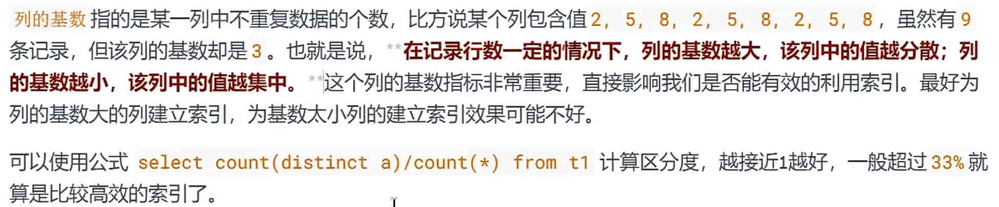 列的基数 指的是某一列中不重复数据的个数，比方说某个列包含值 2, 5, 8, 2, 5, 8, 2, 5, 8 ，虽然有 9
条记录，但该列的基数却是 3 。也就是说，**在记录行数一定的情况下，列的基数越大，该列中的值越分散；列
的基数越小，该列中的值越集中。**这个列的基数指标非常重要，直接影响我们是否能有效的利用索引。最好为
列的基数大的列建立索引，为基数太小列的建立索引效果可能不好。
可以使用公式 select count(distinct a)/count(*) from t1 计算区分度，越接近1越好，一般超过 33% 就
算是比较高效的索引了。